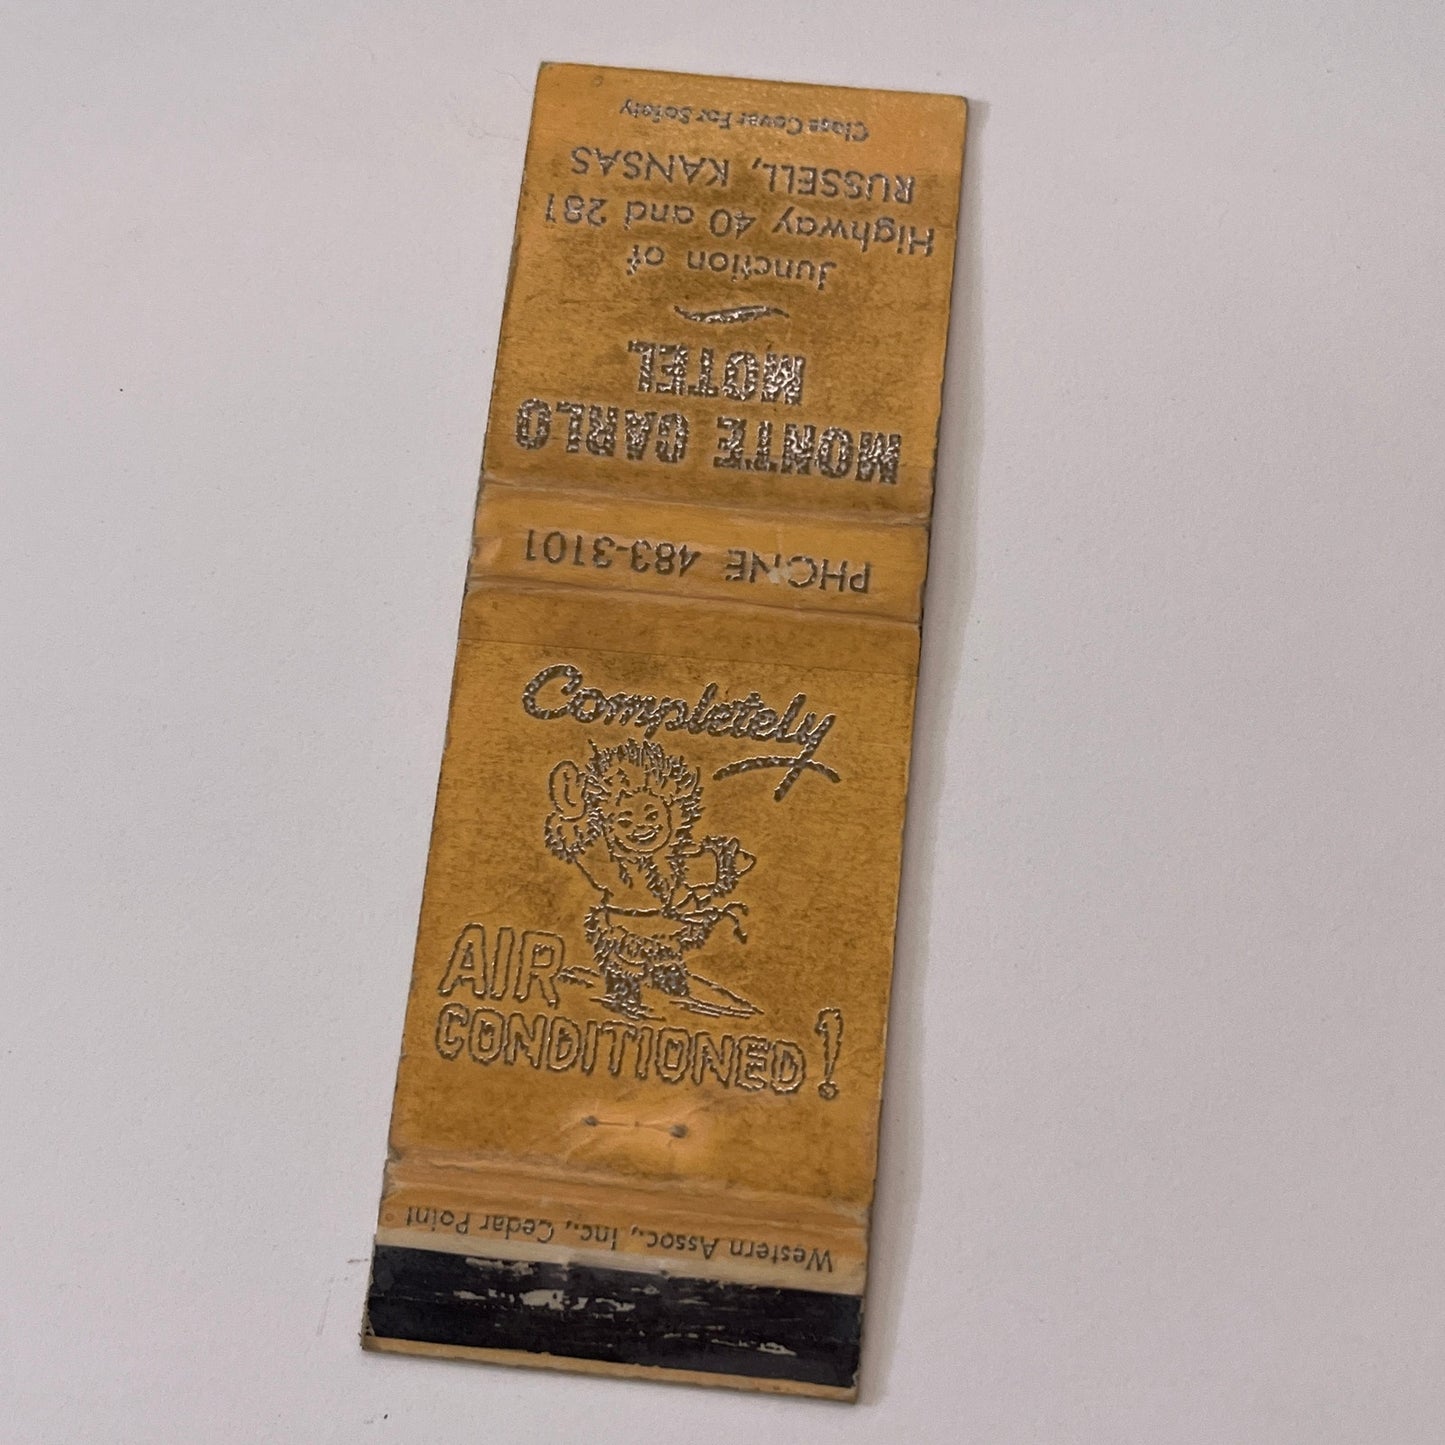 MONTE CARLO
MOTEL
Junction of
Highway 40 and 281
RUSSELL, KANSAS
Close Cover For Safety
PHONE 483-3101
Completely
AIR
CONDITIONED!
Western Assoc., Inc., Cedar Point